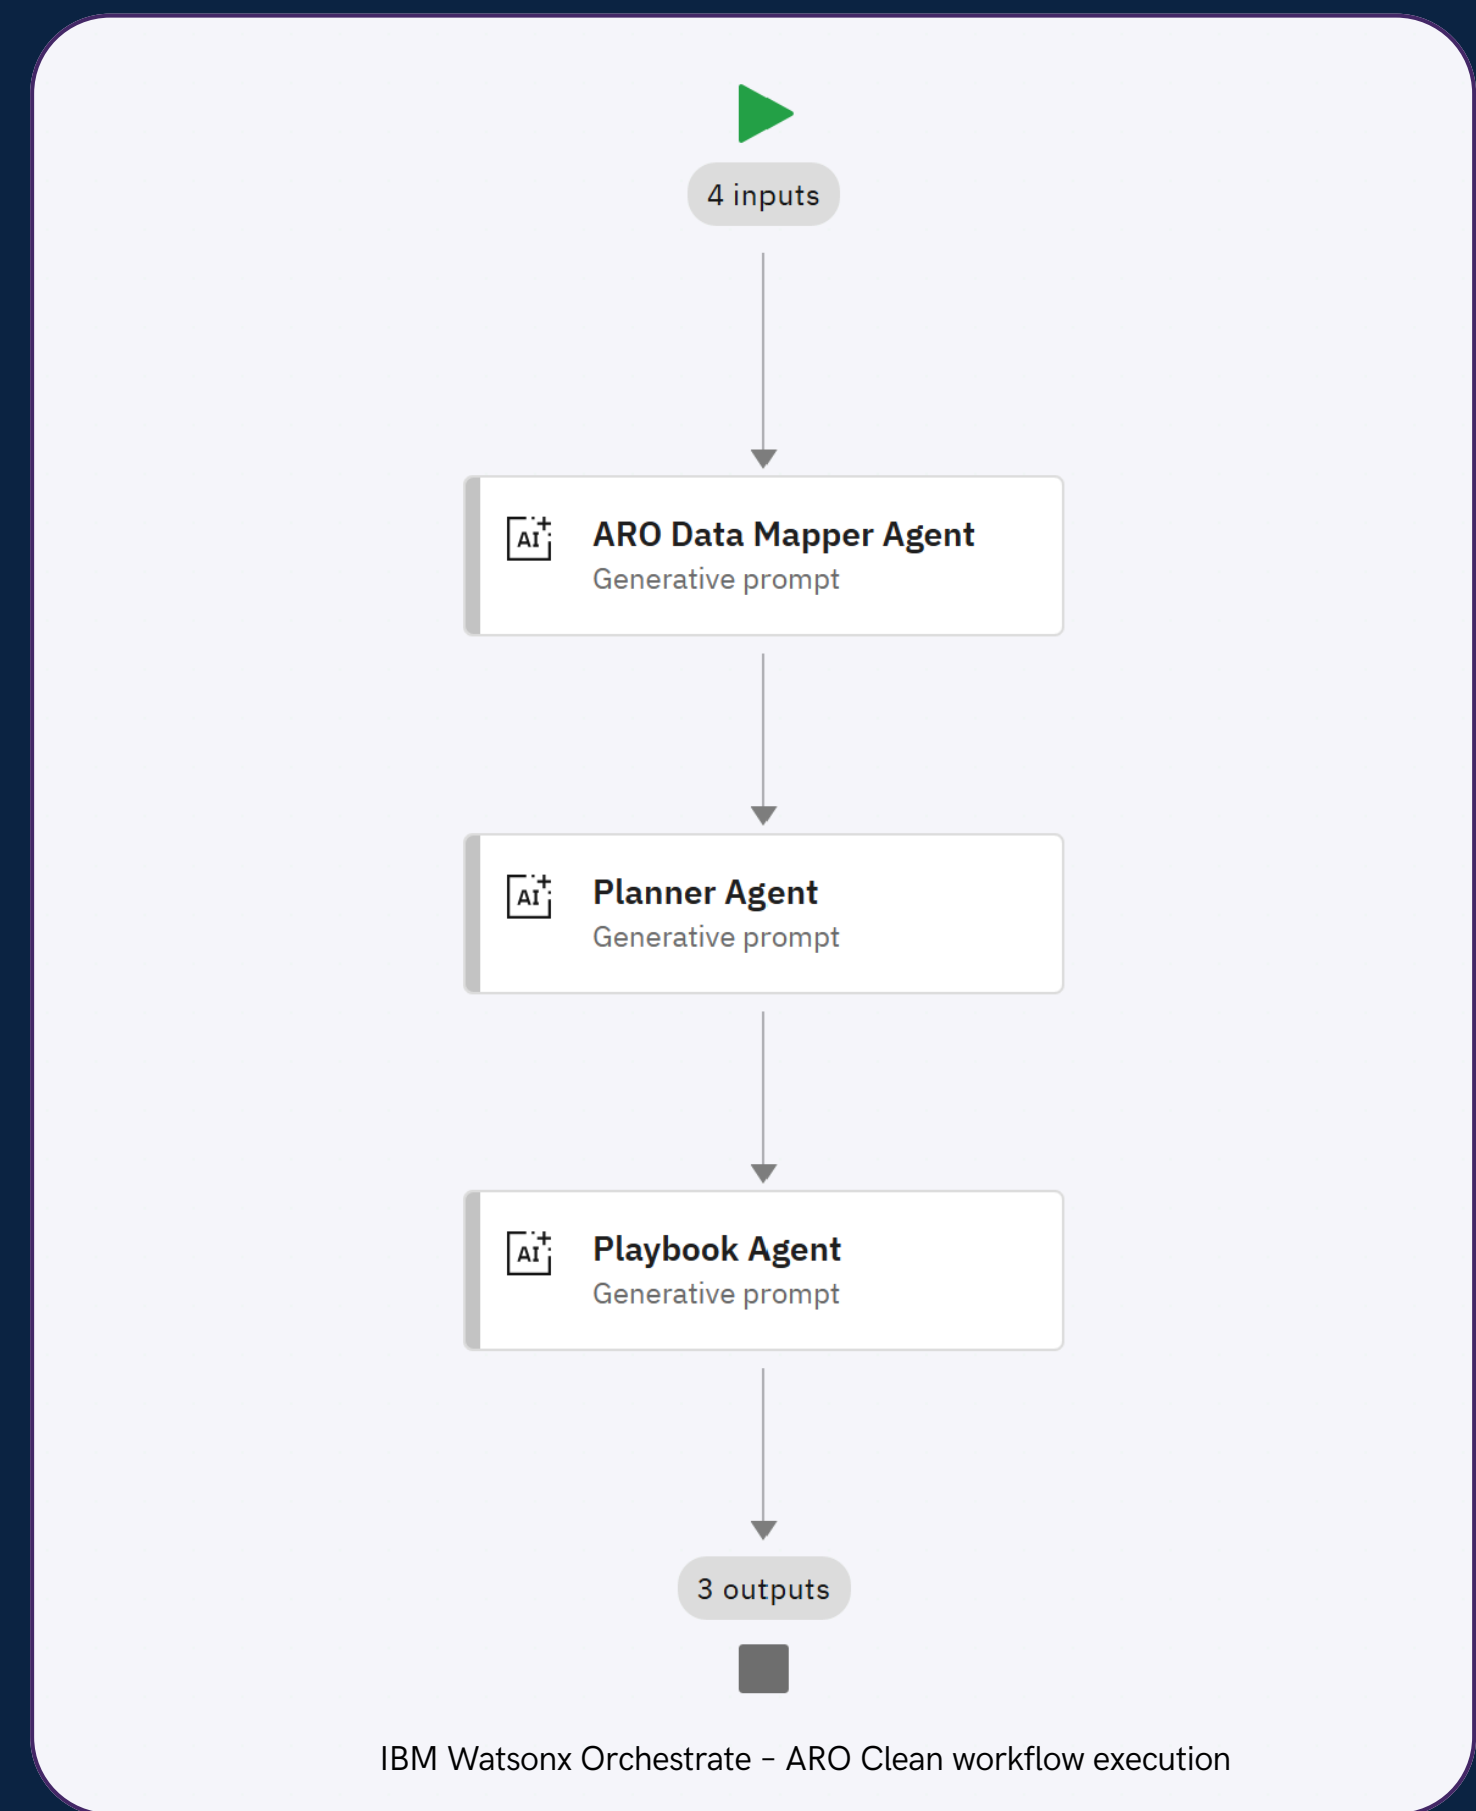 4 inputs
AI
ARO Data Mapper Agent
Generative prompt
AI
Planner Agent
Generative prompt
AI
Playbook Agent
Generative prompt
3 outputs
IBM Watsonx Orchestrate – ARO Clean workflow execution